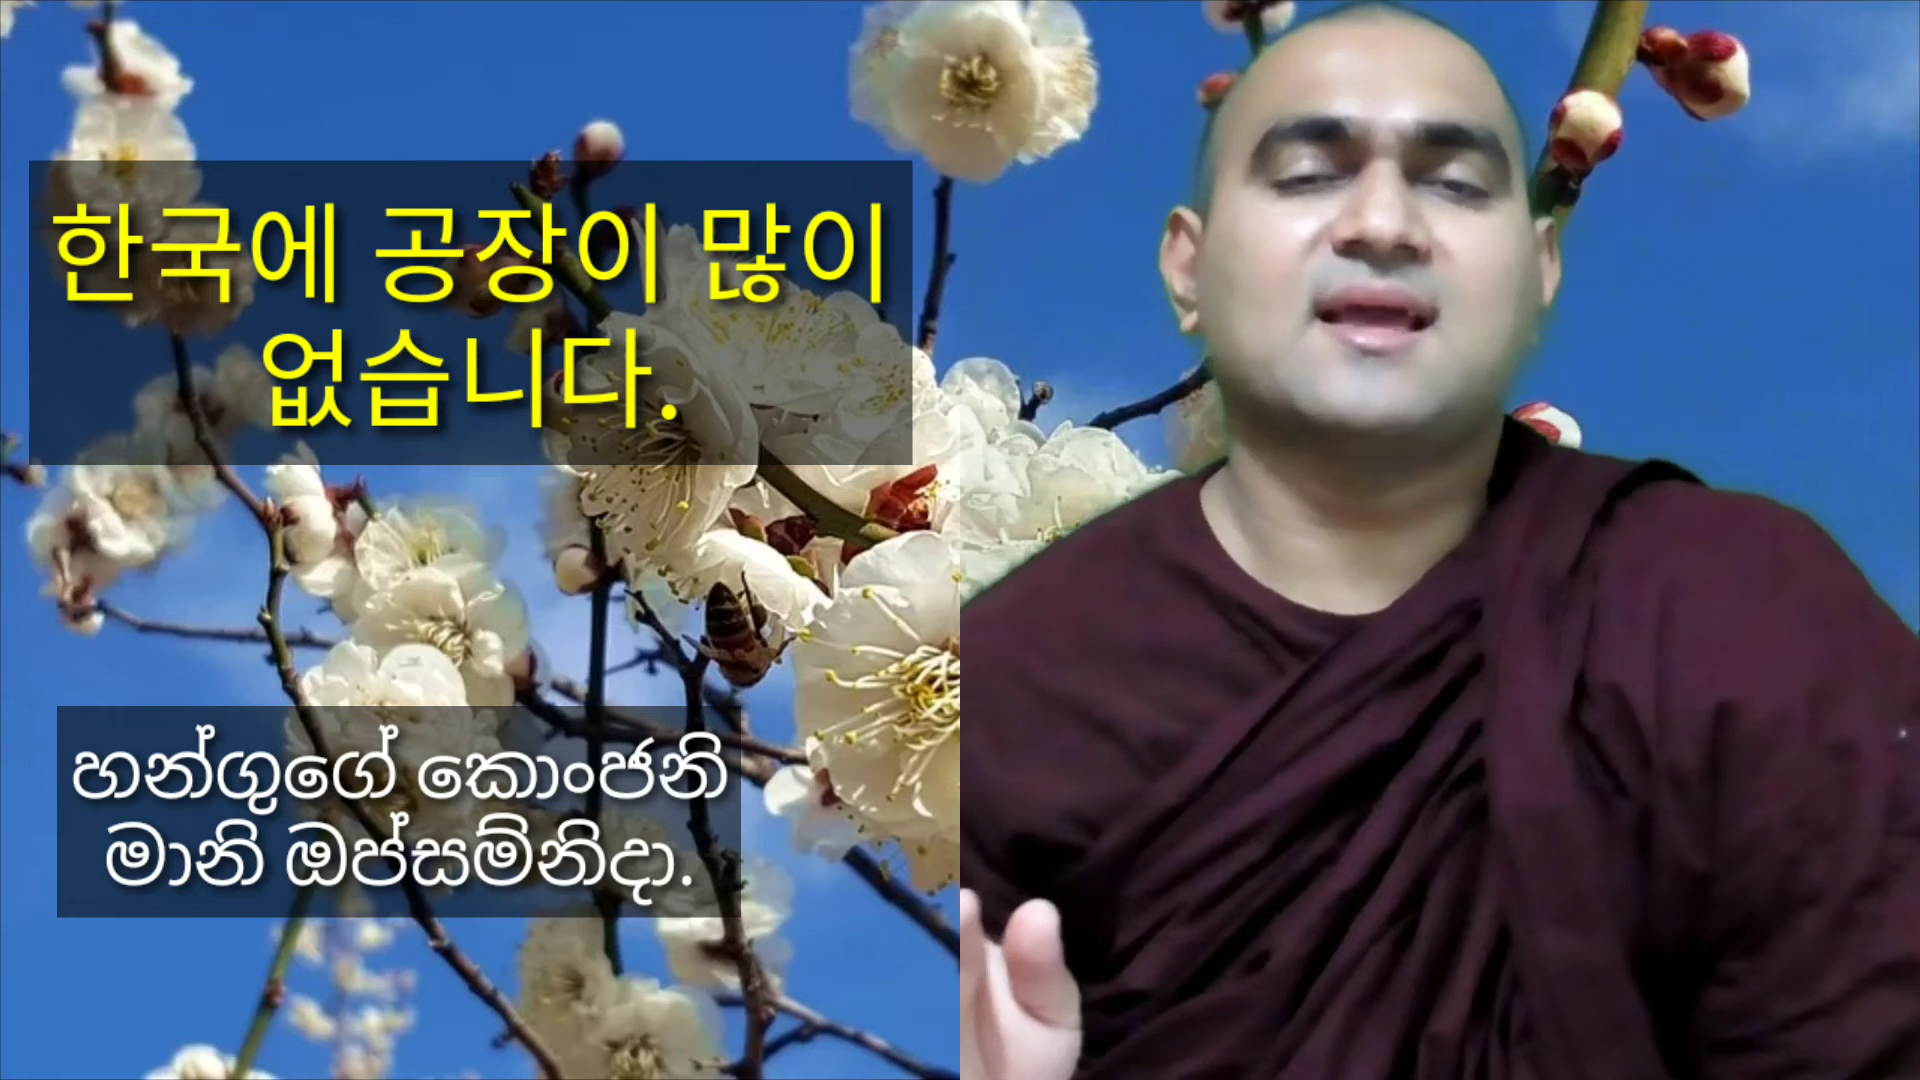 한국에 공장이 많이
없습니다.
හන්ගුගේ කොංජනි
මානි ඔප්සම්නිදා.